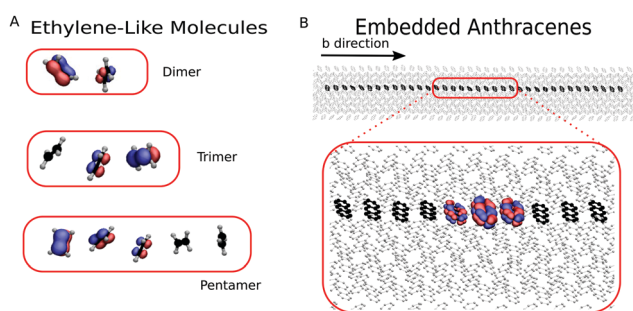 A
Ethylene-Like Molecules
Dimer
Trimer
Pentamer
B
Embedded Anthracenes
b direction